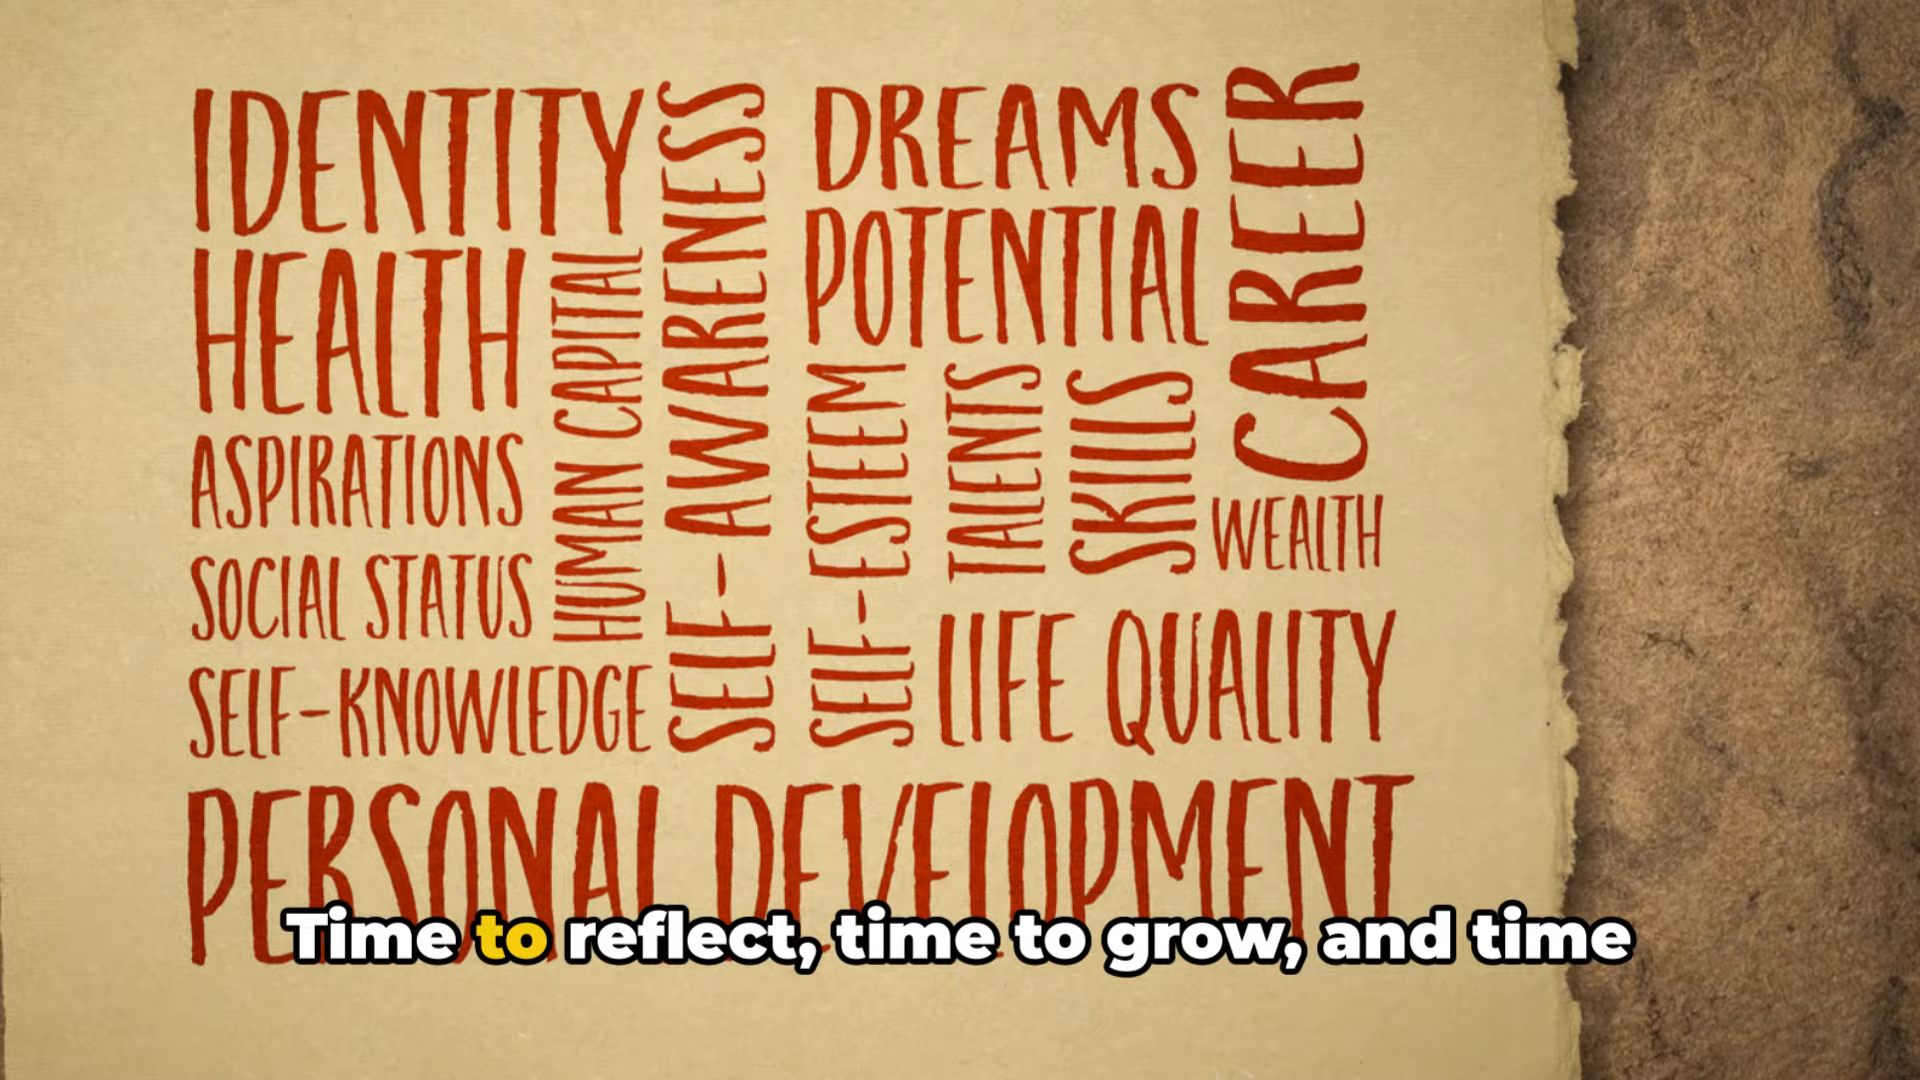 IDENTITY
HEALTH
ASPIRATIONS
SOCIAL STATUS
SELF-KNOWLEDGE
HUMAN CAPITAL
SELF-AWARENESS
DREAMS
POTENTIAL
SELF-ESTEEM
TALENTS
SKILLS
CAREER
WEALTH
LIFE QUALITY
PERSONAL DEVELOPMENT
Time to reflect, time to grow, and time